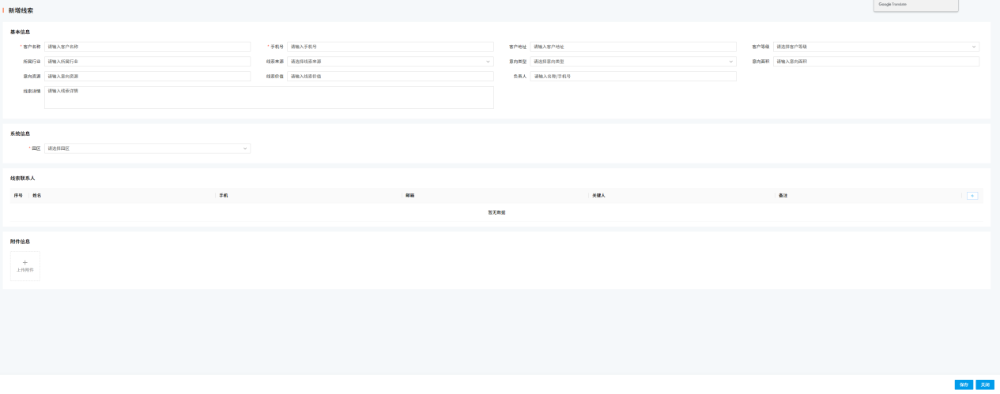 Google Translate
新增线索
基本信息
* 客户名称 请输入客户名称 * 手机号 请输入手机号 客户地址 请输入客户地址 客户等级 请选择客户等级
所属行业 请输入所属行业 线索来源 请选择线索来源 意向类型 请选择意向类型 意向面积 请输入意向面积
意向资源 请输入意向资源 线索价值 请输入线索价值 负责人 请输入名称/手机号
线索详情 请输入线索详情
系统信息
* 园区 请选择园区
线索联系人
序号 姓名 手机 邮箱 关键人 备注 +
暂无数据
附件信息
+
上传附件
保存 关闭